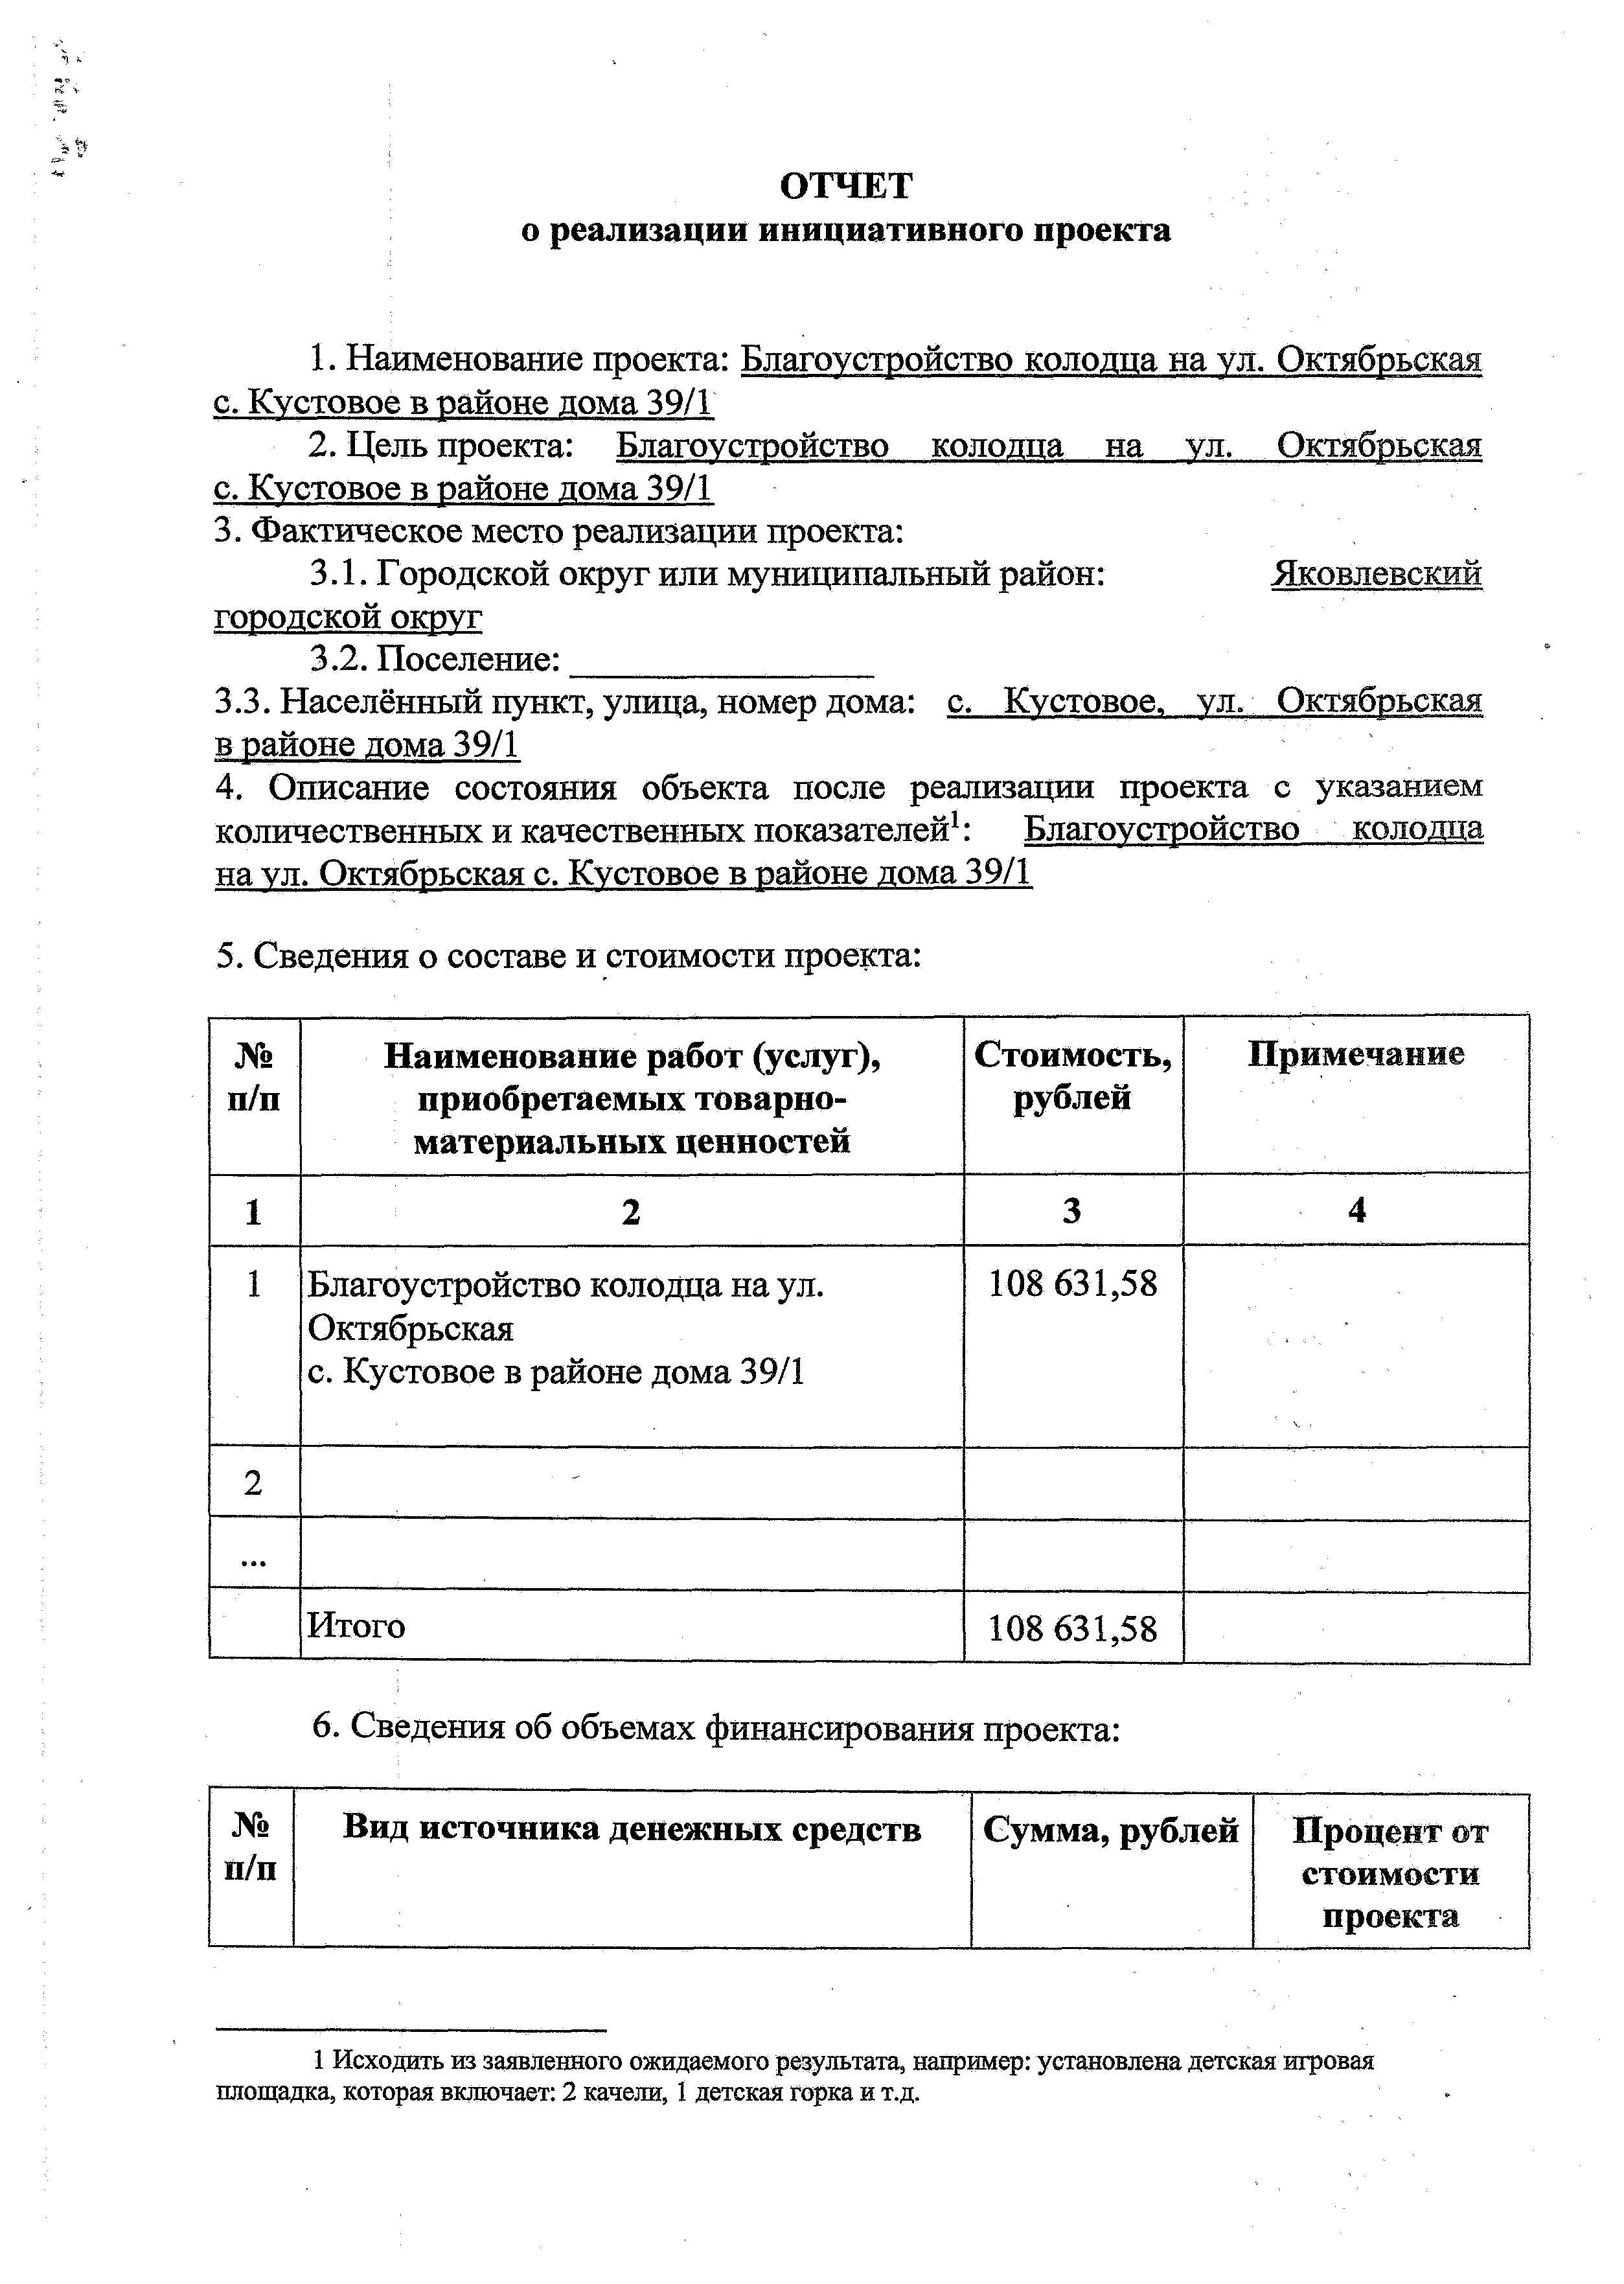 ОТЧЕТ
о реализации инициативного проекта
1. Наименование проекта: Благоустройство колодца на ул. Октябрьская
с. Кустовое в районе дома 39/1
2. Цель проекта: Благоустройство колодца на ул. Октябрьская
с. Кустовое в районе дома 39/1
3. Фактическое место реализации проекта:
3.1. Городской округ или муниципальный район: Яковлевский
городской округ
3.2. Поселение: ________________
3.3. Населённый пункт, улица, номер дома: с. Кустовое, ул. Октябрьская
в районе дома 39/1
4. Описание состояния объекта после реализации проекта с указанием
количественных и качественных показателей¹: Благоустройство колодца
на ул. Октябрьская с. Кустовое в районе дома 39/1
5. Сведения о составе и стоимости проекта:
№ Наименование работ (услуг), Стоимость, Примечание
п/п приобретаемых товарно- рублей
материальных ценностей
1 2 3 4
1 Благоустройство колодца на ул. 108 631,58
Октябрьская
с. Кустовое в районе дома 39/1
2
...
Итого 108 631,58
6. Сведения об объемах финансирования проекта:
№ Вид источника денежных средств Сумма, рублей Процент от
п/п стоимости
проекта
1 Исходить из заявленного ожидаемого результата, например: установлена детская игровая
площадка, которая включает: 2 качели, 1 детская горка и т.д.